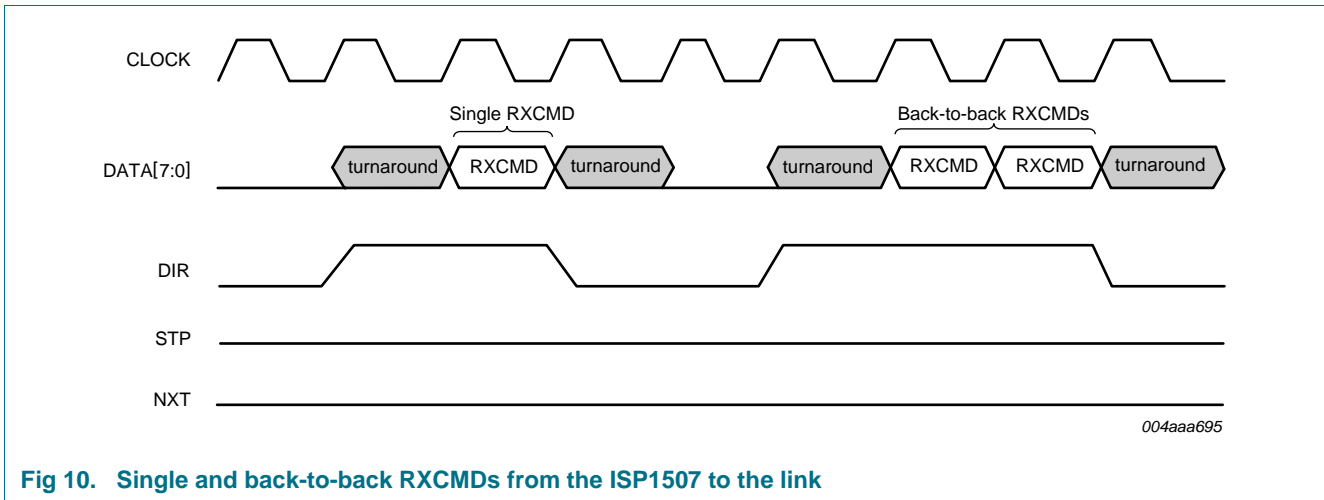 CLOCK
Single RXCMD
Back-to-back RXCMDs
DATA[7:0]
turnaround
RXCMD
turnaround
turnaround
RXCMD
RXCMD
turnaround
DIR
STP
NXT
004aaa695
Fig 10. Single and back-to-back RXCMDs from the ISP1507 to the link